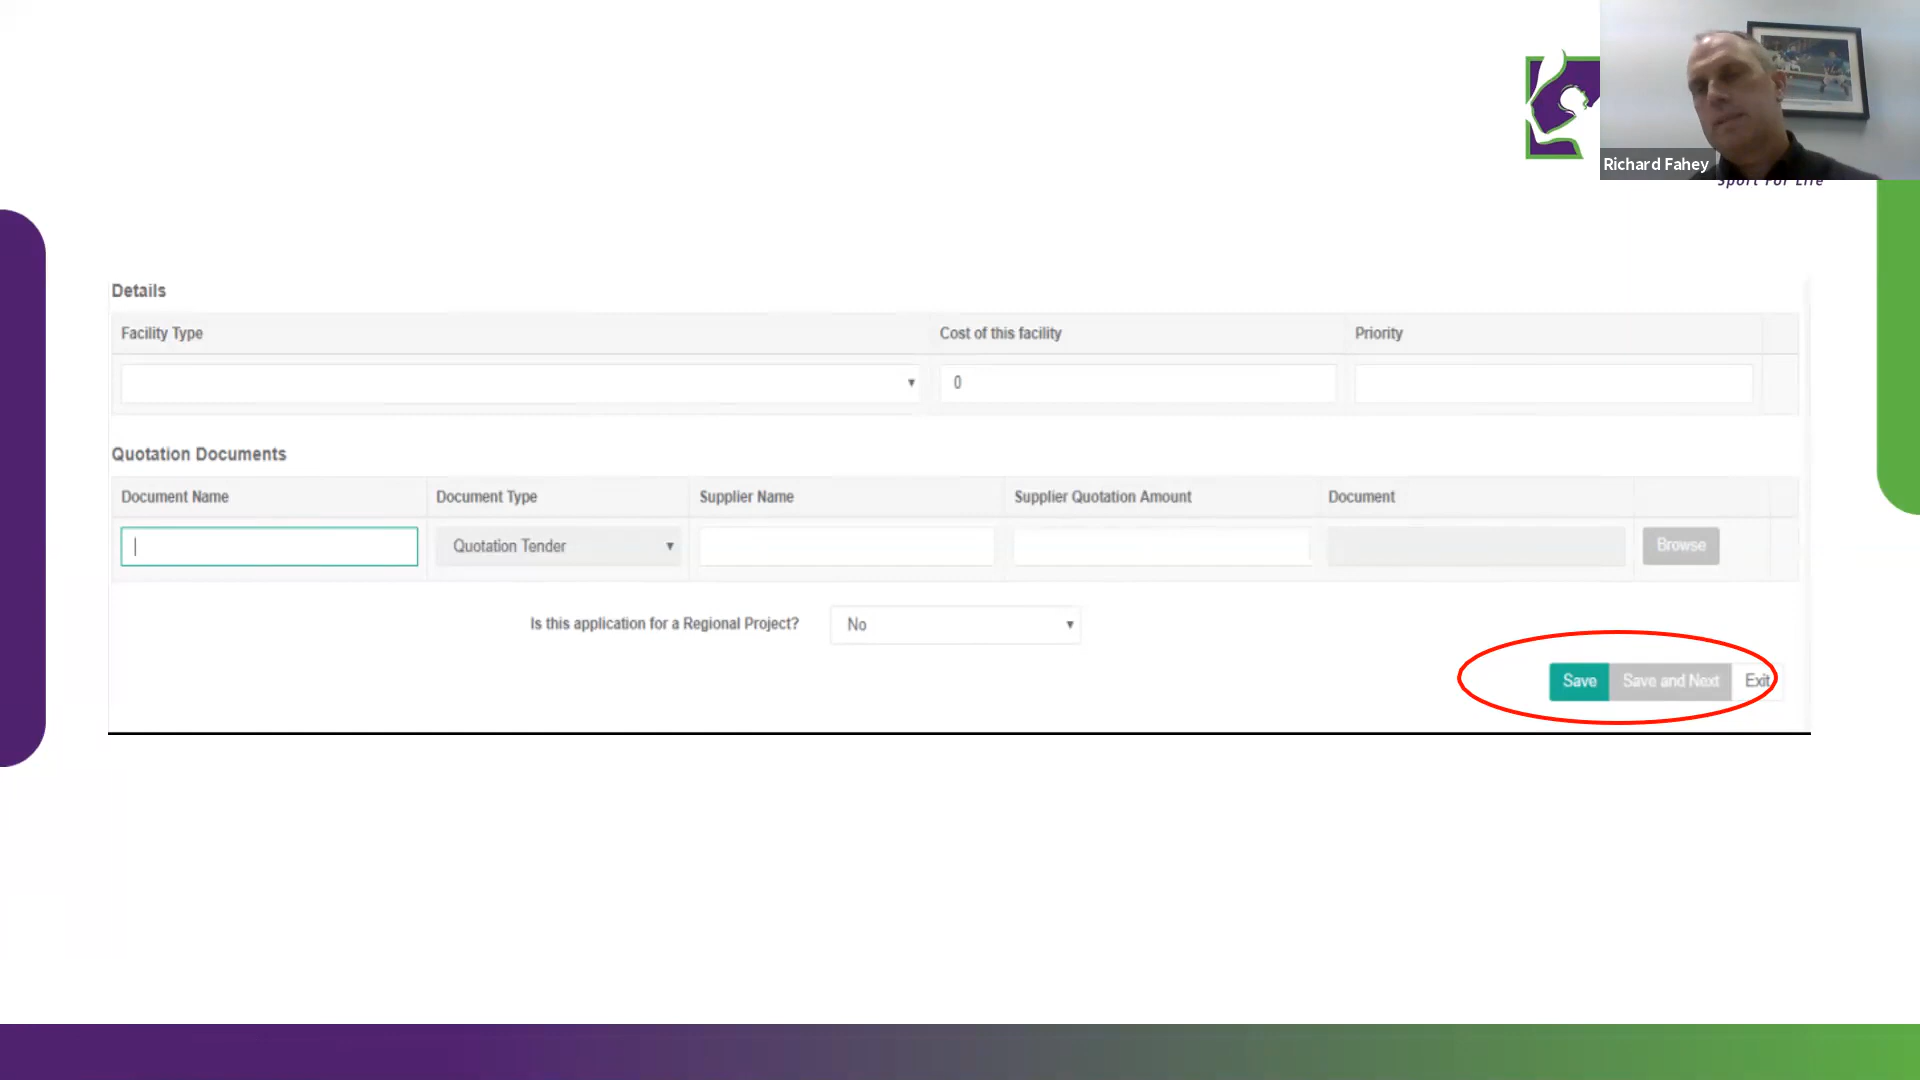 Richard Fahey
Sport For Life
Details
Facility Type Cost of this facility Priority
0
Quotation Documents
Document Name Document Type Supplier Name Supplier Quotation Amount Document
Quotation Tender Browse
Is this application for a Regional Project? No
Save Save and Next Exit